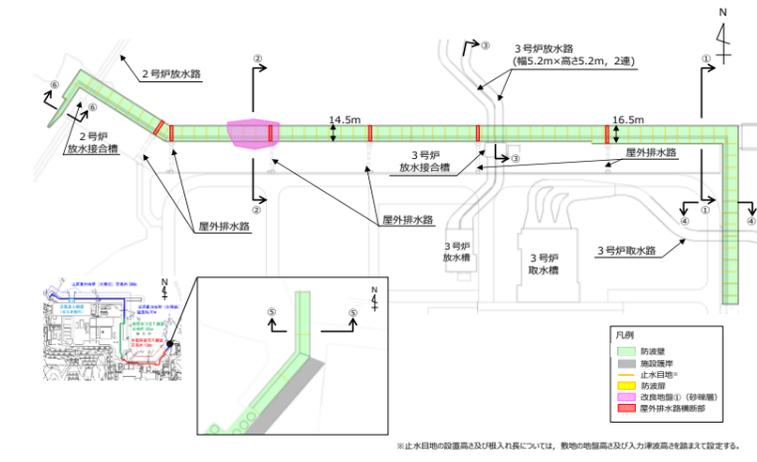 N
2号炉放水路
②
③
3号炉放水路
(幅5.2m×高さ5.2m，2連)
①
⑥
⑥
2号炉
放水接合槽
14.5m
16.5m
3号炉
放水接合槽
③
屋外排水路
屋外排水路
②
屋外排水路
3号炉
放水槽
3号炉
取水槽
3号炉取水路
④
①
④
N
N
⑤
⑤
凡例
防波壁
施設護岸
止水目地※
防波扉
改良地盤①（砂礫層）
屋外排水路横断部
※止水目地の設置高さ及び根入れ長については，敷地の地盤高さ及び入力津波高さを踏まえて設定する。